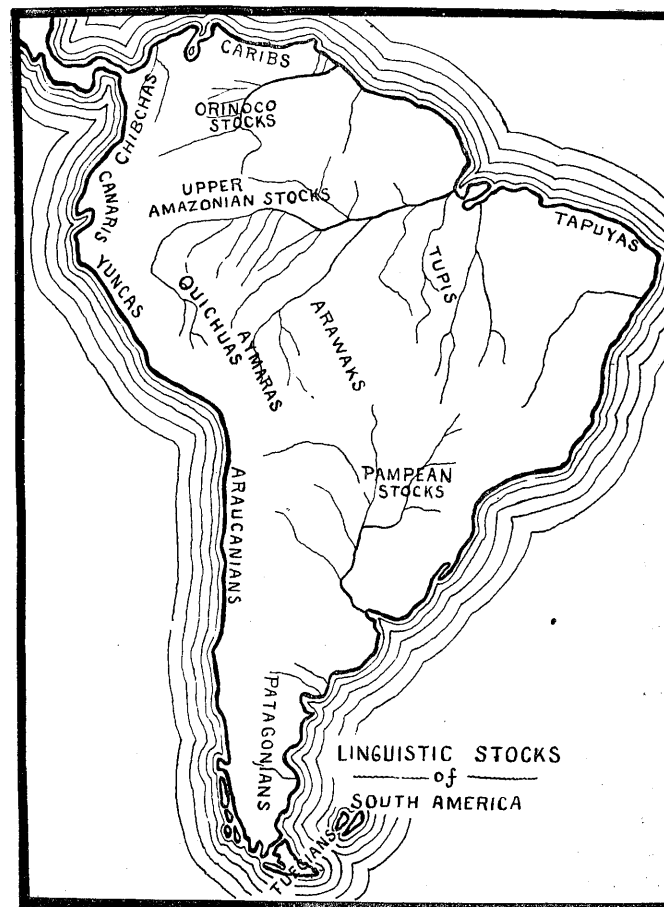 CARIBS
CHIBCHAS
ORINOCO
STOCKS
CANARIS
UPPER
AMAZONIAN STOCKS
TAPUYAS
YUNCAS
TUPIS
QUICHUAS
AYMARAS
ARAWAKS
PAMPEAN
STOCKS
ARAUCANIANS
PATAGONIANS
LINGUISTIC STOCKS
of
SOUTH AMERICA
FUEGIANS